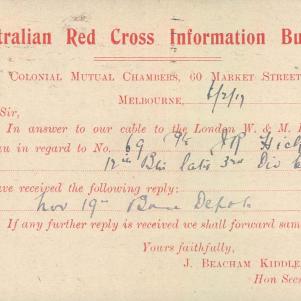 tralian Red Cross Information Bu
Colonial Mutual Chambers, 60 Market Street
Melbourne, 6/2/17
Sir,
In answer to our cable to the London W. & M.
au in regard to No. 69
12th Bn late 3rd Div
ve received the following reply:
Nov 19th Base Depot
If any further reply is received we shall forward sam
Yours faithfully,
J. Beacham Kiddle
Hon Sec